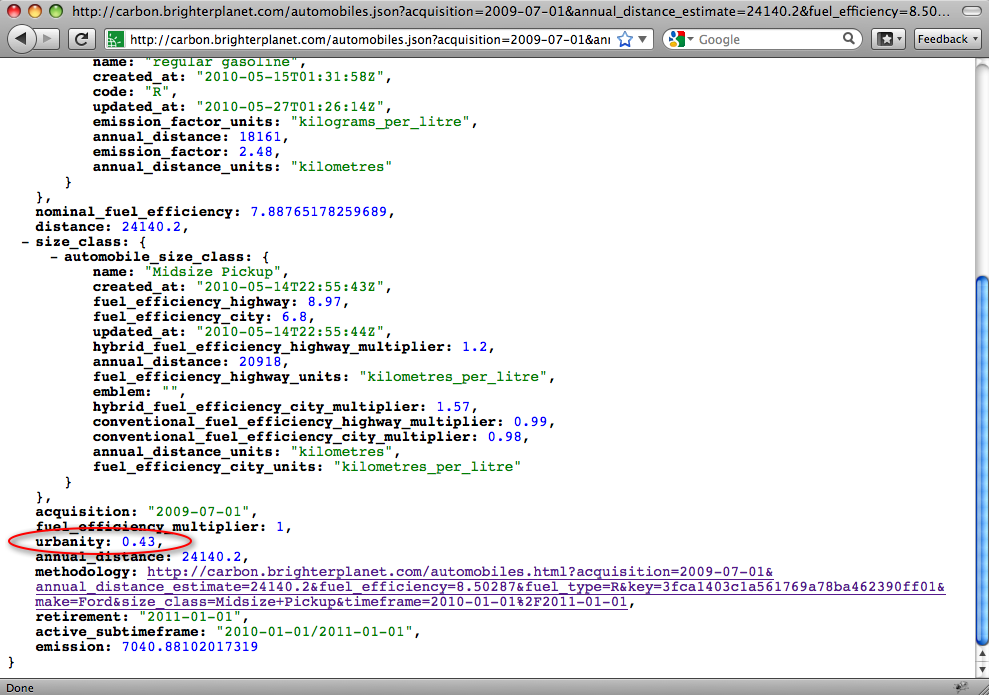 http://carbon.brighterplanet.com/automobiles.json?acquisition=2009-07-01&annual_distance_estimate=24140.2&fuel_efficiency=8.50...
http://carbon.brighterplanet.com/automobiles.json?acquisition=2009-07-01&ann
Google
Feedback
name: "regular gasoline",
created_at: "2010-05-15T01:31:58Z",
code: "R",
updated_at: "2010-05-27T01:26:14Z",
emission_factor_units: "kilograms_per_litre",
annual_distance: 18161,
emission_factor: 2.48,
annual_distance_units: "kilometres"
}
},
nominal_fuel_efficiency: 7.88765178259689,
distance: 24140.2,
- size_class: {
- automobile_size_class: {
name: "Midsize Pickup",
created_at: "2010-05-14T22:55:43Z",
fuel_efficiency_highway: 8.97,
fuel_efficiency_city: 6.8,
updated_at: "2010-05-14T22:55:44Z",
hybrid_fuel_efficiency_highway_multiplier: 1.2,
annual_distance: 20918,
fuel_efficiency_highway_units: "kilometres_per_litre",
emblem: "",
hybrid_fuel_efficiency_city_multiplier: 1.57,
conventional_fuel_efficiency_highway_multiplier: 0.99,
conventional_fuel_efficiency_city_multiplier: 0.98,
annual_distance_units: "kilometres",
fuel_efficiency_city_units: "kilometres_per_litre"
}
},
acquisition: "2009-07-01",
fuel_efficiency_multiplier: 1,
urbanity: 0.43,
annual_distance: 24140.2,
methodology: http://carbon.brighterplanet.com/automobiles.html?acquisition=2009-07-01&
annual_distance_estimate=24140.2&fuel_efficiency=8.50287&fuel_type=R&key=3fca1403c1a561769a78ba462390ff01&
make=Ford&size_class=Midsize+Pickup&timeframe=2010-01-01%2F2011-01-01,
retirement: "2011-01-01",
active_subtimeframe: "2010-01-01/2011-01-01",
emission: 7040.88102017319
}
Done